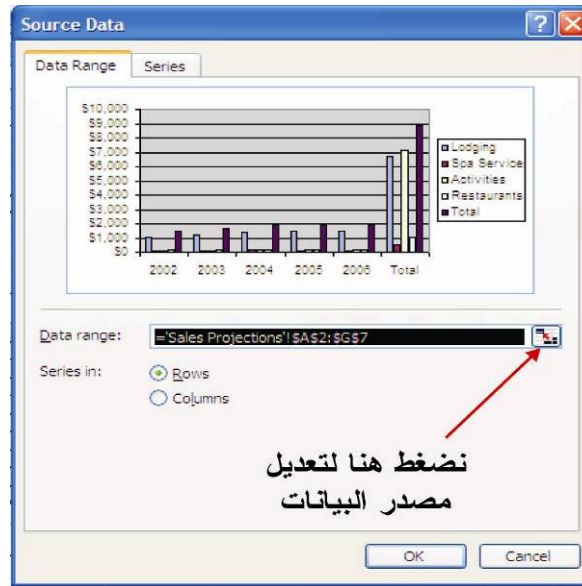 Source Data
Data Range Series
$10,000
$9,000
$8,000
$7,000
$6,000
$5,000
$4,000
$3,000
$2,000
$1,000
$0
2002 2003 2004 2005 2006 Total
Lodging
Spa Service
Activities
Restaurants
Total
Data range: ='Sales Projections'!$A$2:$G$7
Series in: Rows
Columns
نضغط هنا لتعديل
مصدر البيانات
OK Cancel